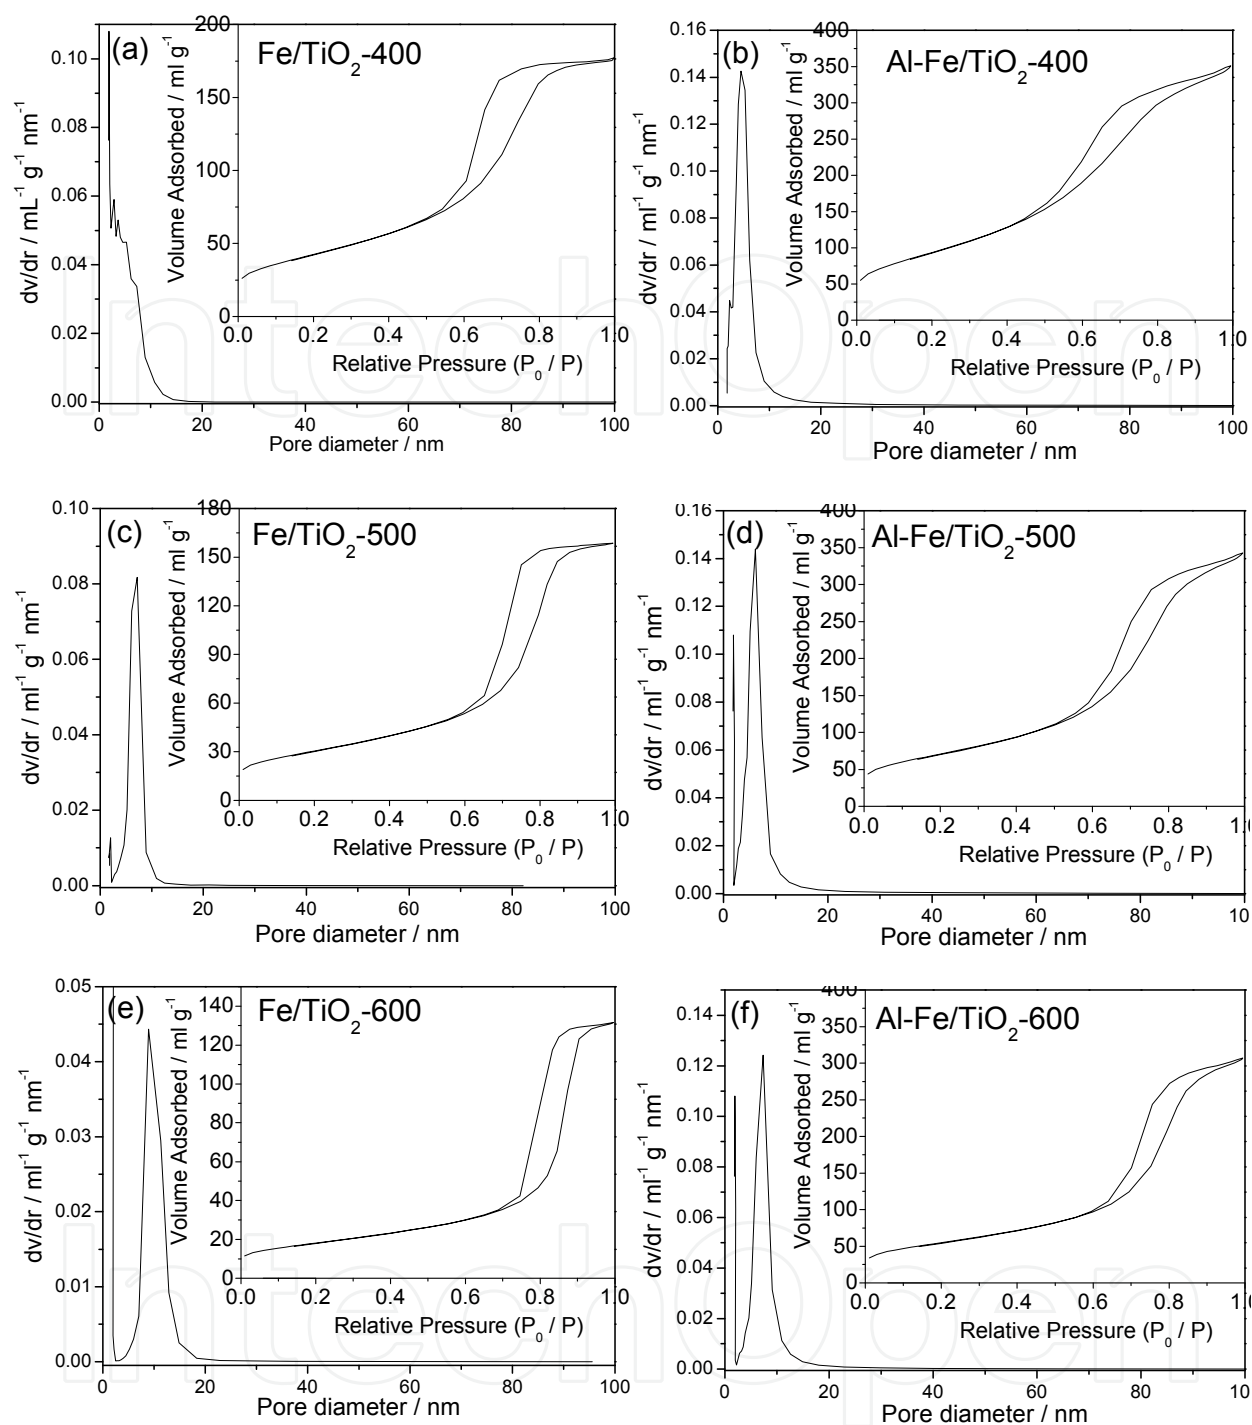 (a)
Fe/TiO2-400
dv/dr / mL-1 g-1 nm-1
0.10
0.08
0.06
0.04
0.02
0.00
0 20 40 60 80 100
Pore diameter / nm
Volume Adsorbed / ml g-1
200
150
100
50
0
0.0 0.2 0.4 0.6 0.8 1.0
Relative Pressure (P0 / P)
(b)
Al-Fe/TiO2-400
dv/dr / ml-1 g-1 nm-1
0.16
0.14
0.12
0.10
0.08
0.06
0.04
0.02
0.00
0 20 40 60 80 100
Pore diameter / nm
Volume Adsorbed / ml g-1
400
350
300
250
200
150
100
50
0
0.0 0.2 0.4 0.6 0.8 1.0
Relative Pressure (P0 / P)
(c)
Fe/TiO2-500
dv/dr / ml-1 g-1 nm-1
0.10
0.08
0.06
0.04
0.02
0.00
0 20 40 60 80 100
Pore diameter / nm
Volume Adsorbed / ml g-1
180
150
120
90
60
30
0
0.0 0.2 0.4 0.6 0.8 1.0
Relative Pressure (P0 / P)
(d)
Al-Fe/TiO2-500
dv/dr / ml-1 g-1 nm-1
0.16
0.14
0.12
0.10
0.08
0.06
0.04
0.02
0.00
0 20 40 60 80 10
Pore diameter / nm
Volume Adsorbed / ml g-1
400
350
300
250
200
150
100
50
0
0.0 0.2 0.4 0.6 0.8 1.0
Relative Pressure (P0 / P)
(e)
Fe/TiO2-600
dv/dr / ml-1 g-1 nm-1
0.05
0.04
0.03
0.02
0.01
0.00
0 20 40 60 80 100
Pore diameter / nm
Volume Adsorbed / ml g-1
140
120
100
80
60
40
20
0
0.0 0.2 0.4 0.6 0.8 1.0
Relative Pressure (P0 / P)
(f)
Al-Fe/TiO2-600
dv/dr / ml-1 g-1 nm-1
0.14
0.12
0.10
0.08
0.06
0.04
0.02
0.00
0 20 40 60 80 10
Pore diameter / nm
Volume Adsorbed / ml g-1
400
350
300
250
200
150
100
50
0
0.0 0.2 0.4 0.6 0.8 1.0
Relative Pressure (P0 / P)
IntechOpen
IntechOpen